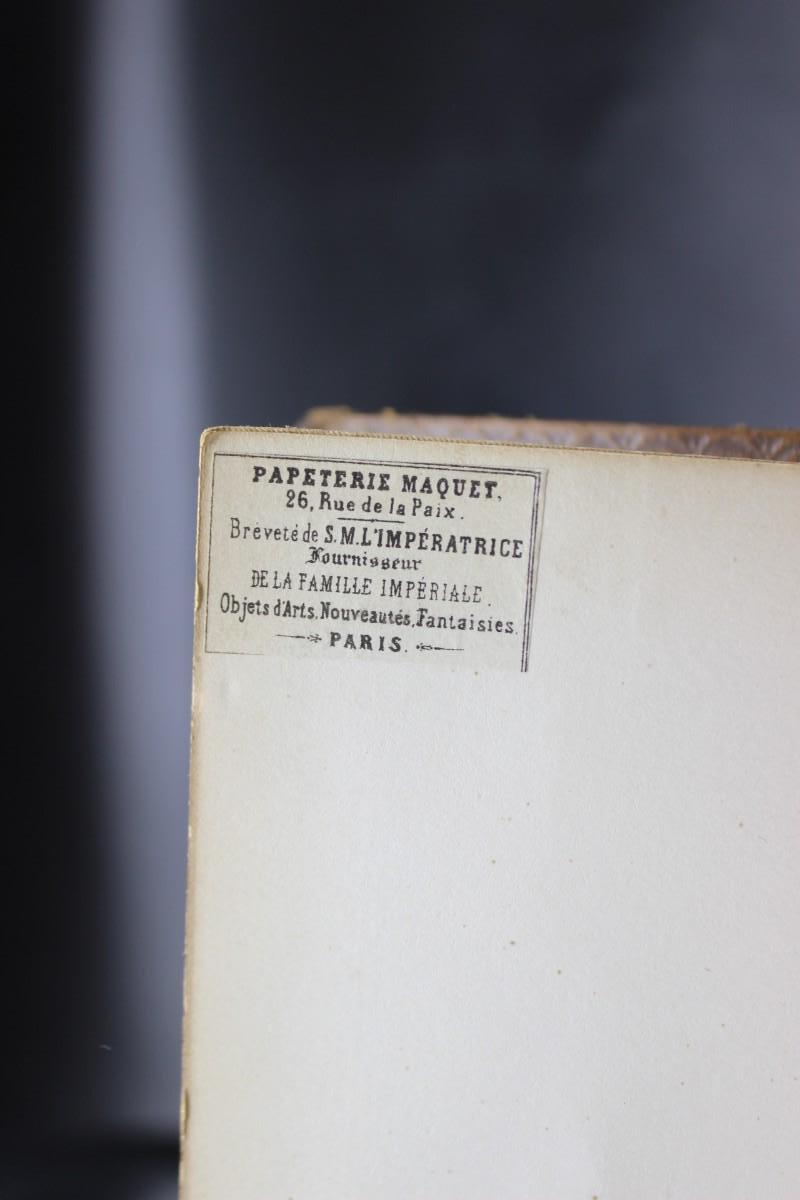 PAPETERIE MAQUET,
26, Rue de la Paix.
Breveté de S.M. L'IMPÉRATRICE
Fournisseur
DE LA FAMILLE IMPÉRIALE.
Objets d'Arts, Nouveautés, Fantaisies.
PARIS.